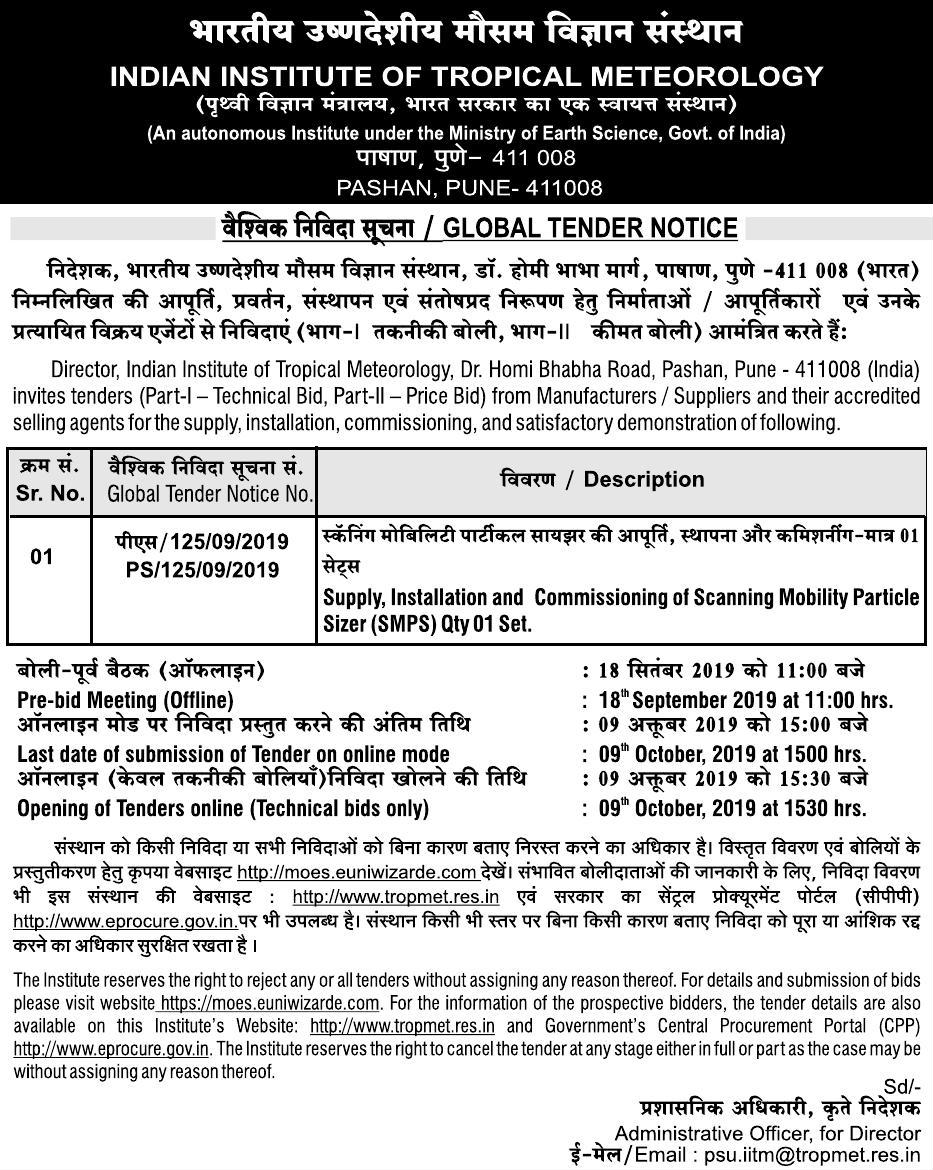 भारतीय उष्णदेशीय मौसम विज्ञान संस्थान
INDIAN INSTITUTE OF TROPICAL METEOROLOGY
(पृथ्वी विज्ञान मंत्रालय, भारत सरकार का एक स्वायत्त संस्थान)
(An autonomous Institute under the Ministry of Earth Science, Govt. of India)
पाषाण, पुणे– 411 008
PASHAN, PUNE- 411008
वैश्विक निविदा सूचना / GLOBAL TENDER NOTICE
निदेशक, भारतीय उष्णदेशीय मौसम विज्ञान संस्थान, डॉ. होमी भाभा मार्ग, पाषाण, पुणे -411 008 (भारत)
निम्नलिखित की आपूर्ति, प्रवर्तन, संस्थापन एवं संतोषप्रद निरूपण हेतु निर्माताओं / आपूर्तिकारों एवं उनके
प्रत्यायित विक्रय एजेंटों से निविदाएं (भाग-I तकनीकी बोली, भाग-II कीमत बोली) आमंत्रित करते हैं:
Director, Indian Institute of Tropical Meteorology, Dr. Homi Bhabha Road, Pashan, Pune - 411008 (India)
invites tenders (Part-I – Technical Bid, Part-II – Price Bid) from Manufacturers / Suppliers and their accredited
selling agents for the supply, installation, commissioning, and satisfactory demonstration of following.
क्रम सं.
Sr. No.
वैश्विक निविदा सूचना सं.
Global Tender Notice No.
विवरण / Description
01
पीएस/125/09/2019
PS/125/09/2019
स्कॅनिंग मोबिलिटी पार्टीकल सायझर की आपूर्ति, स्थापना और कमिशनींग-मात्र 01
सेट्स
Supply, Installation and Commissioning of Scanning Mobility Particle
Sizer (SMPS) Qty 01 Set.
बोली-पूर्व बैठक (ऑफलाइन) : 18 सितंबर 2019 को 11:00 बजे
Pre-bid Meeting (Offline) : 18th September 2019 at 11:00 hrs.
ऑनलाइन मोड पर निविदा प्रस्तुत करने की अंतिम तिथि : 09 अक्तूबर 2019 को 15:00 बजे
Last date of submission of Tender on online mode : 09th October, 2019 at 1500 hrs.
ऑनलाइन (केवल तकनीकी बोलियाँ)निविदा खोलने की तिथि : 09 अक्तूबर 2019 को 15:30 बजे
Opening of Tenders online (Technical bids only) : 09th October, 2019 at 1530 hrs.
संस्थान को किसी निविदा या सभी निविदाओं को बिना कारण बताए निरस्त करने का अधिकार है। विस्तृत विवरण एवं बोलियों के
प्रस्तुतीकरण हेतु कृपया वेबसाइट http://moes.euniwizarde.com देखें। संभावित बोलीदाताओं की जानकारी के लिए, निविदा विवरण
भी इस संस्थान की वेबसाइट : http://www.tropmet.res.in एवं सरकार का सेंट्रल प्रोक्यूरमेंट पोर्टल (सीपीपी)
http://www.eprocure.gov.in.पर भी उपलब्ध है। संस्थान किसी भी स्तर पर बिना किसी कारण बताए निविदा को पूरा या आंशिक रद्द
करने का अधिकार सुरक्षित रखता है ।
The Institute reserves the right to reject any or all tenders without assigning any reason thereof. For details and submission of bids
please visit website https://moes.euniwizarde.com. For the information of the prospective bidders, the tender details are also
available on this Institute's Website: http://www.tropmet.res.in and Government's Central Procurement Portal (CPP)
http://www.eprocure.gov.in. The Institute reserves the right to cancel the tender at any stage either in full or part as the case may be
without assigning any reason thereof.
Sd/-
प्रशासनिक अधिकारी, कृते निदेशक
Administrative Officer, for Director
ई-मेल/Email : psu.iitm@tropmet.res.in